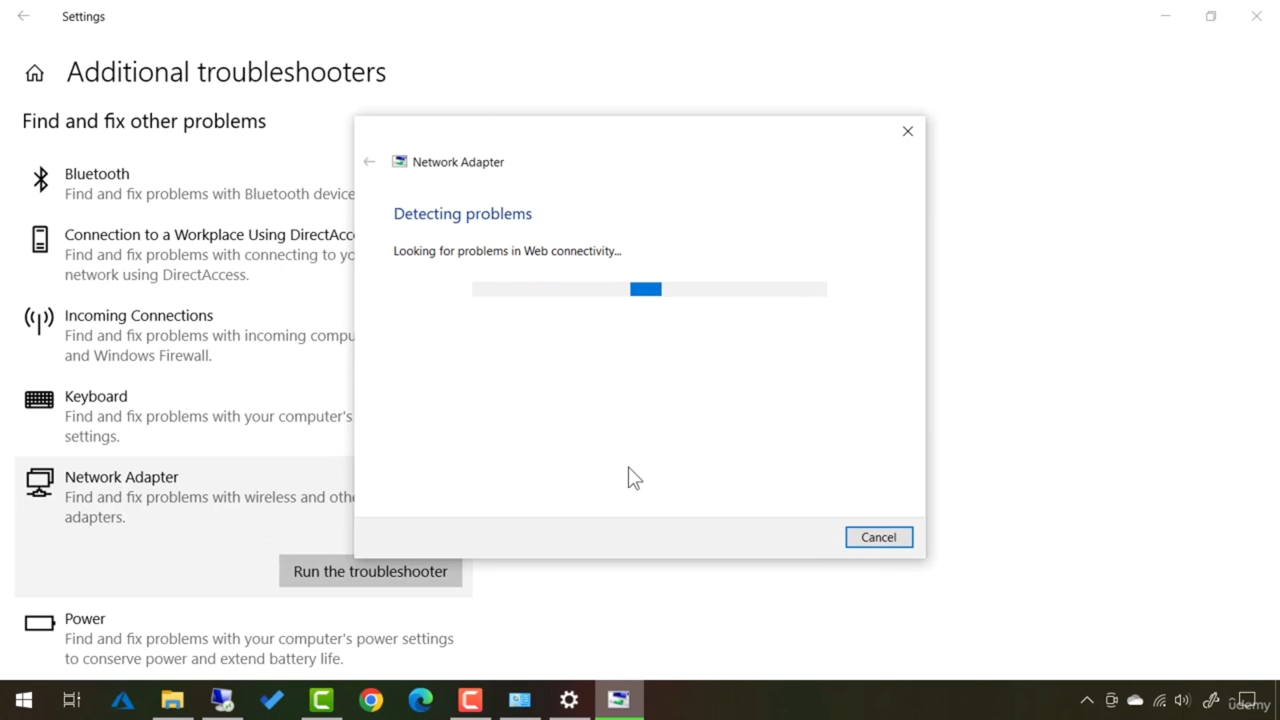 Settings
Additional troubleshooters
Find and fix other problems
Bluetooth
Find and fix problems with Bluetooth device
Connection to a Workplace Using DirectAcc
Find and fix problems with connecting to yo
network using DirectAccess.
Incoming Connections
Find and fix problems with incoming compu
and Windows Firewall.
Keyboard
Find and fix problems with your computer's
settings.
Network Adapter
Find and fix problems with wireless and othe
adapters.
Run the troubleshooter
Power
Find and fix problems with your computer's power settings
to conserve power and extend battery life.
Network Adapter
Detecting problems
Looking for problems in Web connectivity...
Cancel
udemy